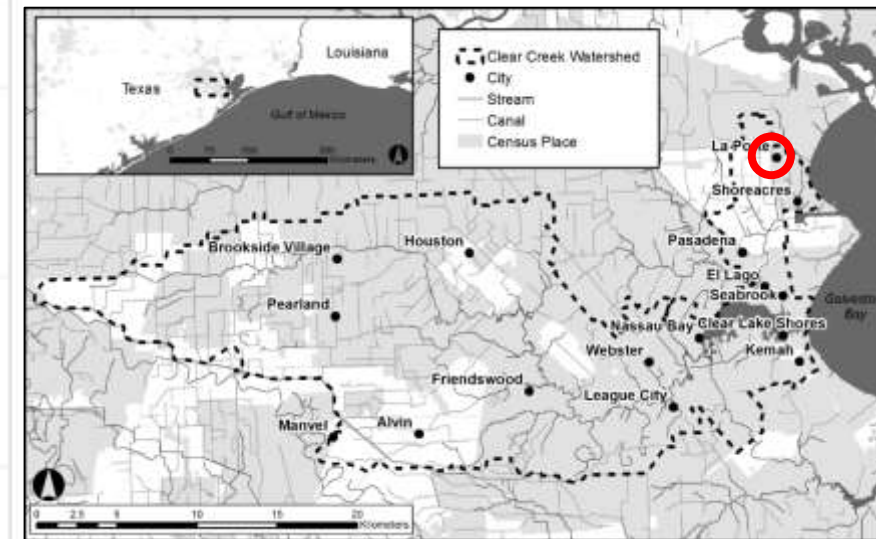 Louisiana
Texas
Gulf of Mexico
Kilometers
Clear Creek Watershed
City
Stream
Canal
Census Place
La Porte
Shoreacres
Brookside Village
Houston
Pasadena
El Lago
Pearland
Seabrook
Bay
Nassau Bay
Clear Lake Shores
Webster
Kemah
Friendswood
League City
Manvel
Alvin
0 2.5 5 10 15 20
Kilometers